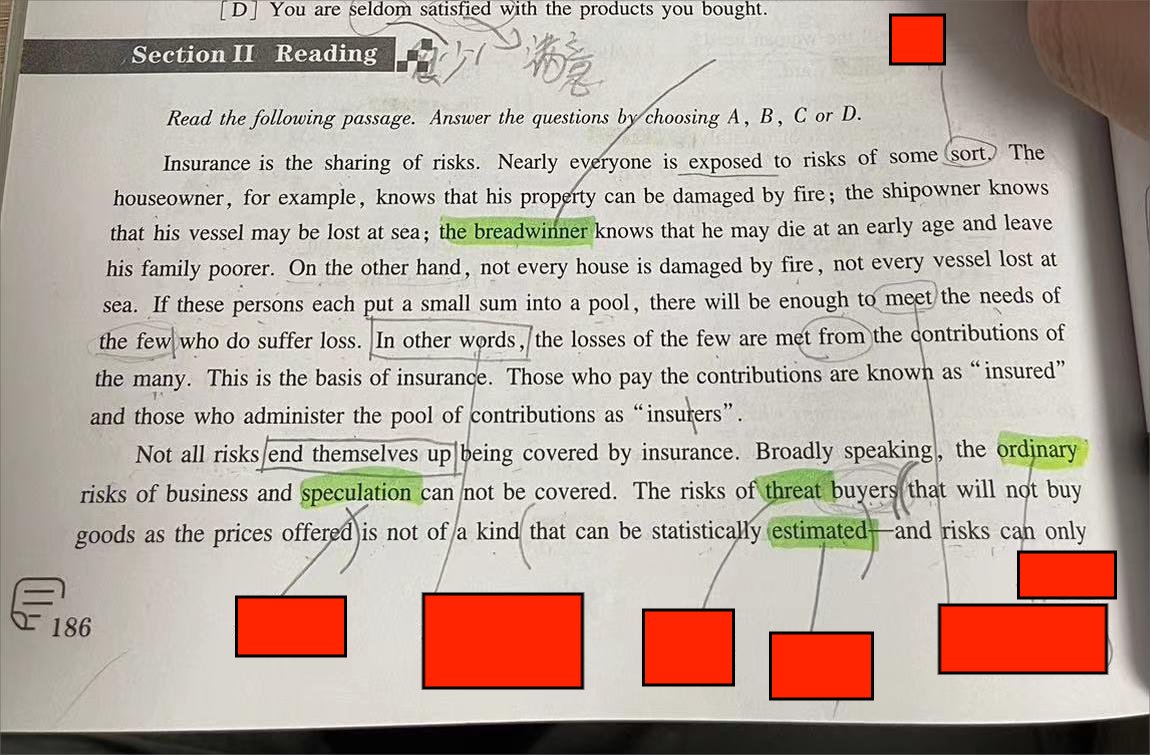 [D] You are seldom satisfied with the products you bought.
Section II Reading
很少 满意
Read the following passage. Answer the questions by choosing A, B, C or D.
Insurance is the sharing of risks. Nearly everyone is exposed to risks of some sort. The
houseowner, for example, knows that his property can be damaged by fire; the shipowner knows
that his vessel may be lost at sea; the breadwinner knows that he may die at an early age and leave
his family poorer. On the other hand, not every house is damaged by fire, not every vessel lost at
sea. If these persons each put a small sum into a pool, there will be enough to meet the needs of
the few who do suffer loss. In other words, the losses of the few are met from the contributions of
the many. This is the basis of insurance. Those who pay the contributions are known as “insured”
and those who administer the pool of contributions as “insurers”.
Not all risks end themselves up being covered by insurance. Broadly speaking, the ordinary
risks of business and speculation can not be covered. The risks of threat buyers that will not buy
goods as the prices offered is not of a kind that can be statistically estimated—and risks can only
186